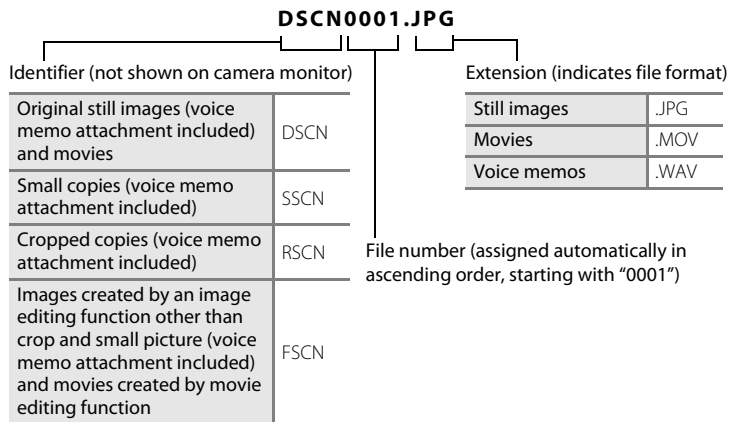 DSCN0001.JPG
Identifier (not shown on camera monitor)
Original still images (voice
memo attachment included)
and movies
DSCN
Small copies (voice memo
attachment included)
SSCN
Cropped copies (voice memo
attachment included)
RSCN
Images created by an image
editing function other than
crop and small picture (voice
memo attachment included)
and movies created by movie
editing function
FSCN
Extension (indicates file format)
Still images .JPG
Movies .MOV
Voice memos .WAV
File number (assigned automatically in
ascending order, starting with “0001”)